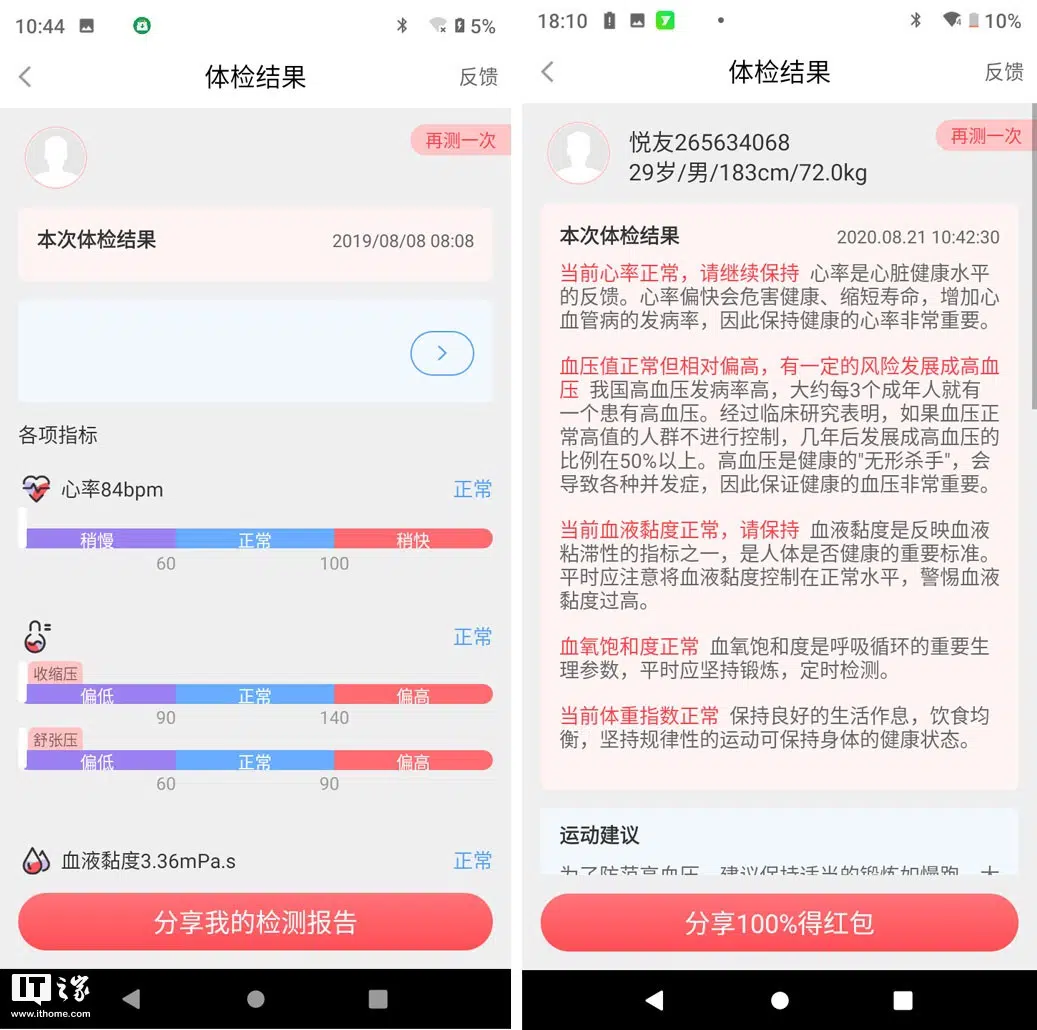 10:44
5%
体检结果
反馈
再测一次
本次体检结果
2019/08/08 08:08
各项指标
心率84bpm
正常
稍慢
正常
稍快
60
100
正常
收缩压
偏低
正常
偏高
90
140
舒张压
偏低
正常
偏高
60
90
血液黏度3.36mPa.s
正常
分享我的检测报告
IT之家
www.ithome.com
18:10
10%
体检结果
反馈
悦友265634068
再测一次
29岁/男/183cm/72.0kg
本次体检结果
2020.08.21 10:42:30
当前心率正常，请继续保持 心率是心脏健康水平
的反馈。心率偏快会危害健康、缩短寿命，增加心
血管病的发病率，因此保持健康的心率非常重要。
血压值正常但相对偏高，有一定的风险发展成高血
压 我国高血压发病率高，大约每3个成年人就有
一个患有高血压。经过临床研究表明，如果血压正
常高值的人群不进行控制，几年后发展成高血压的
比例在50%以上。高血压是健康的"无形杀手"，会
导致各种并发症，因此保证健康的血压非常重要。
当前血液黏度正常，请保持 血液黏度是反映血液
粘滞性的指标之一，是人体是否健康的重要标准。
平时应注意将血液黏度控制在正常水平，警惕血液
黏度过高。
血氧饱和度正常 血氧饱和度是呼吸循环的重要生
理参数，平时应坚持锻炼，定时检测。
当前体重指数正常 保持良好的生活作息，饮食均
衡，坚持规律性的运动可保持身体的健康状态。
运动建议
为了防范高血压，建议保持适当的锻炼如慢跑，大
分享100%得红包